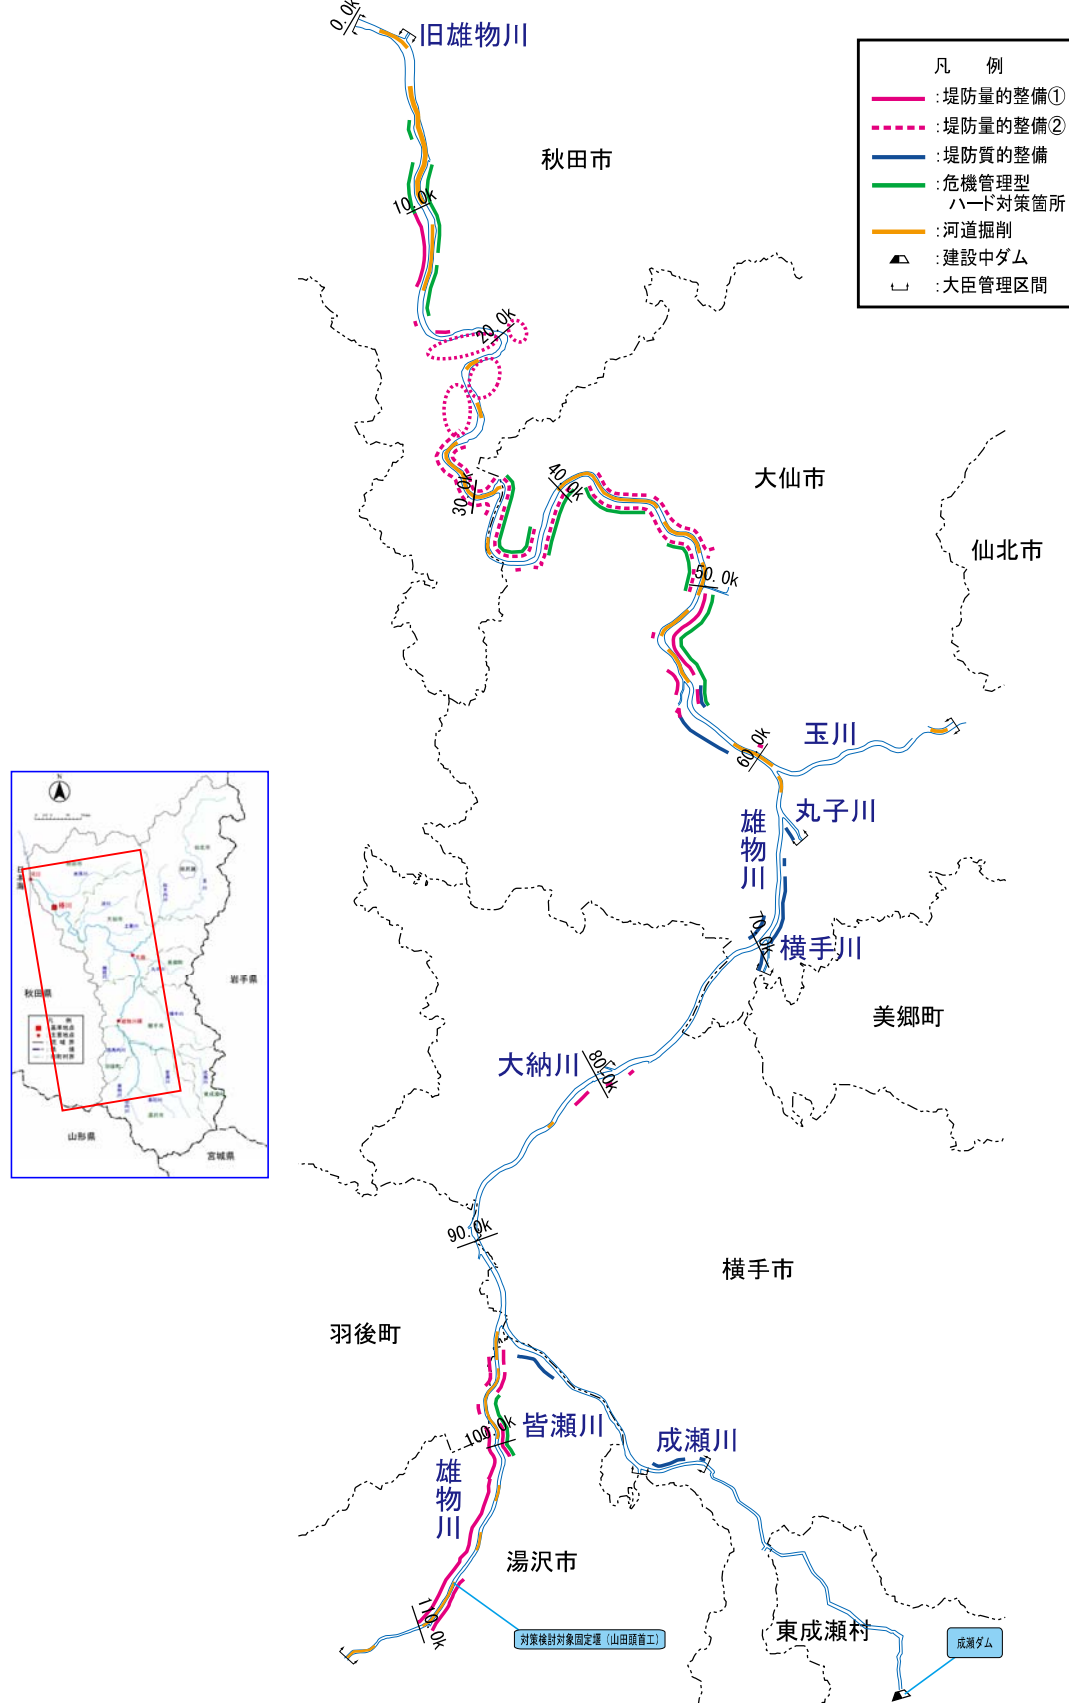 0.0k
旧雄物川
凡　例
:堤防量的整備①
:堤防量的整備②
:堤防質的整備
:危機管理型
ハード対策箇所
:河道掘削
:建設中ダム
:大臣管理区間
秋田市
10.0k
20.0k
大仙市
40.0k
30.0k
仙北市
50.0k
玉川
60.0k
丸子川
雄物川
70.0k
横手川
美郷町
大納川
80.0k
90.0k
横手市
羽後町
皆瀬川
100.0k
成瀬川
雄物川
湯沢市
110.0k
対策検討対象固定堰（山田頭首工）
東成瀬村
成瀬ダム
N
日本海
秋田県
岩手県
山形県
宮城県
凡　例